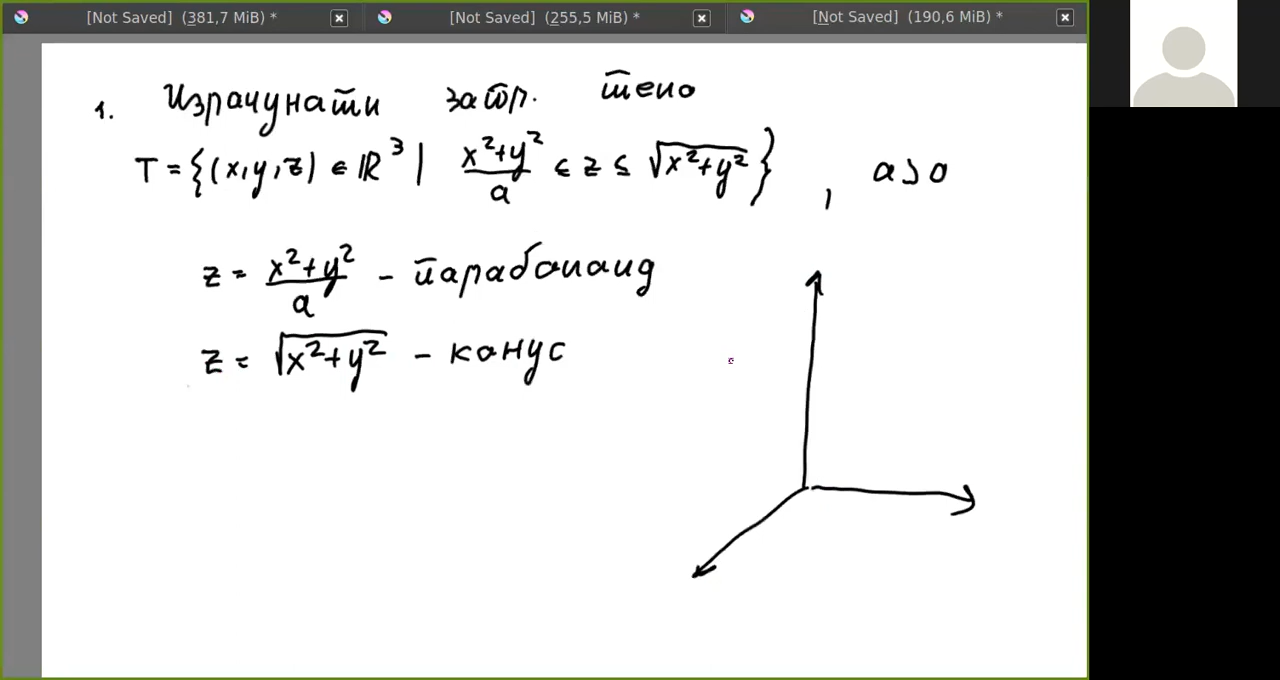 [Not Saved] (381,7 MiB) * [Not Saved] (255,5 MiB) * [Not Saved] (190,6 MiB) *
1. Израчунати запр. тело
T = {(x,y,z) ∈ ℝ³ | (x²+y²)/a ≤ z ≤ √(x²+y²)} , a>0
z = (x²+y²)/a - параболоид
z = √(x²+y²) - конус